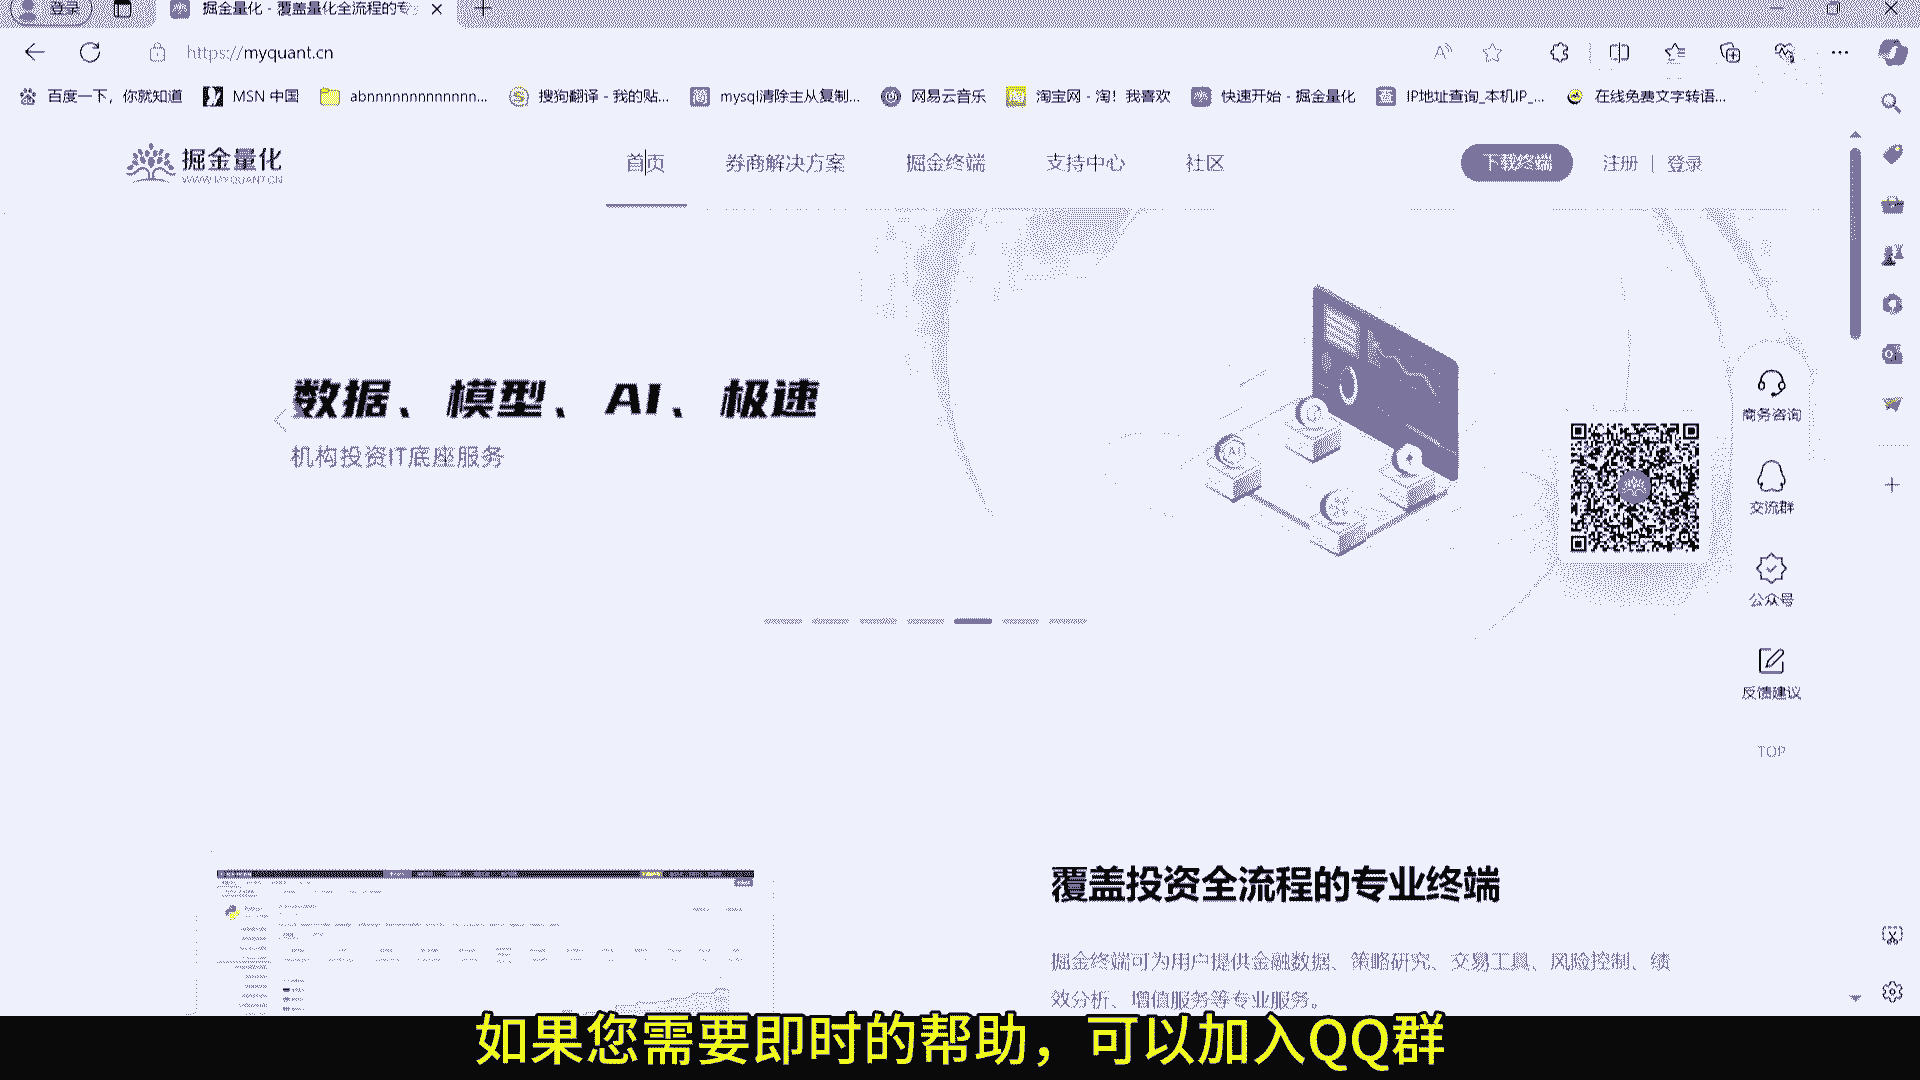 登录
掘金量化 - 覆盖量化全流程的专
https://myquant.cn
百度一下，你就知道
MSN 中国
abnnnnnnnnnnnnn...
搜狗翻译 - 我的贴...
mysql清除主从复制...
网易云音乐
淘宝网 - 淘！我喜欢
快速开始 - 掘金量化
IP地址查询_本机IP_...
在线免费文字转语...
掘金量化
WWW.MYQUANT.CN
首页
券商解决方案
掘金终端
支持中心
社区
下载终端
注册 | 登录
数据、模型、AI、极速
机构投资IT底座服务
AI
商务咨询
交流群
公众号
反馈建议
TOP
覆盖投资全流程的专业终端
掘金终端可为用户提供金融数据、策略研究、交易工具、风险控制、绩
效分析、增值服务等专业服务。
如果您需要即时的帮助，可以加入QQ群